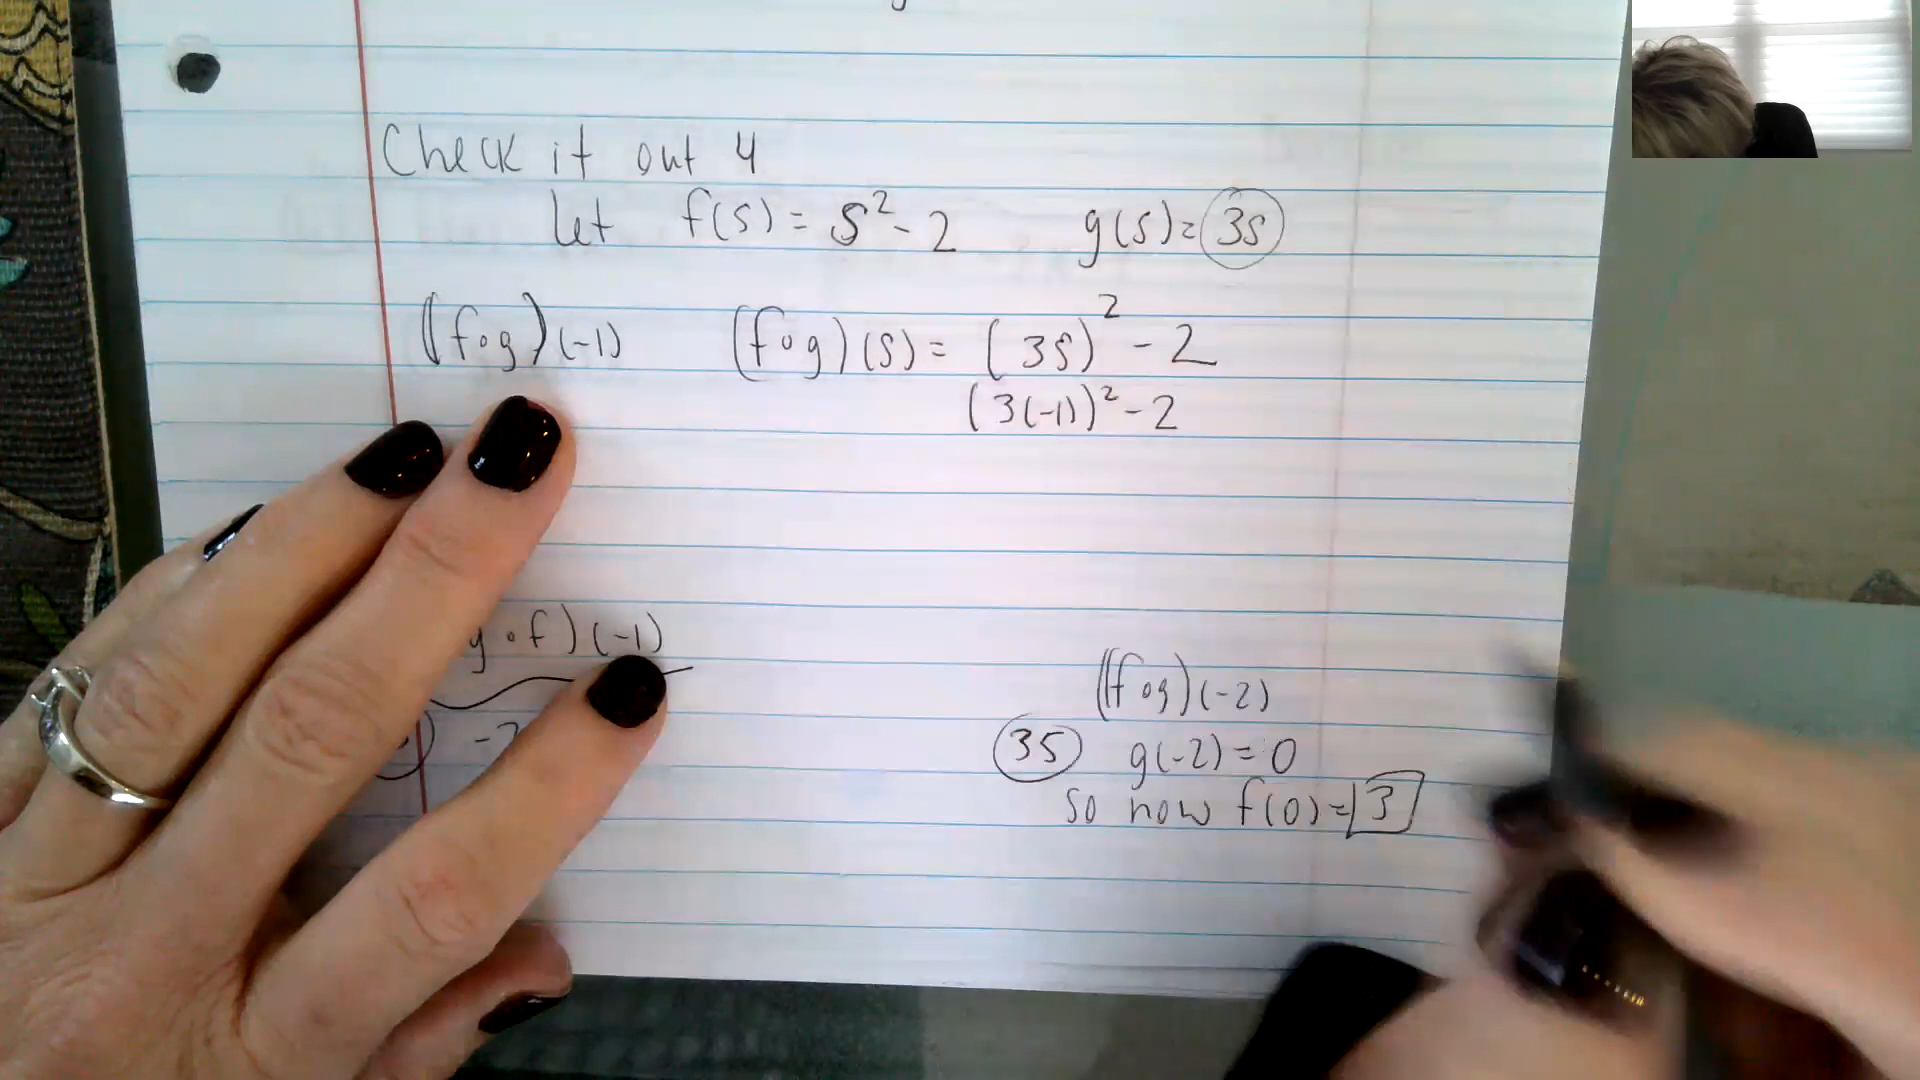 Check it out 4
let f(s) = s² - 2 g(s) = 3s
(f∘g)(-1) (f∘g)(s) = (3s)² - 2
(3(-1))² - 2
g∘f)(-1)
(f∘g)(-2)
35 g(-2) = 0
so now f(0) = 3